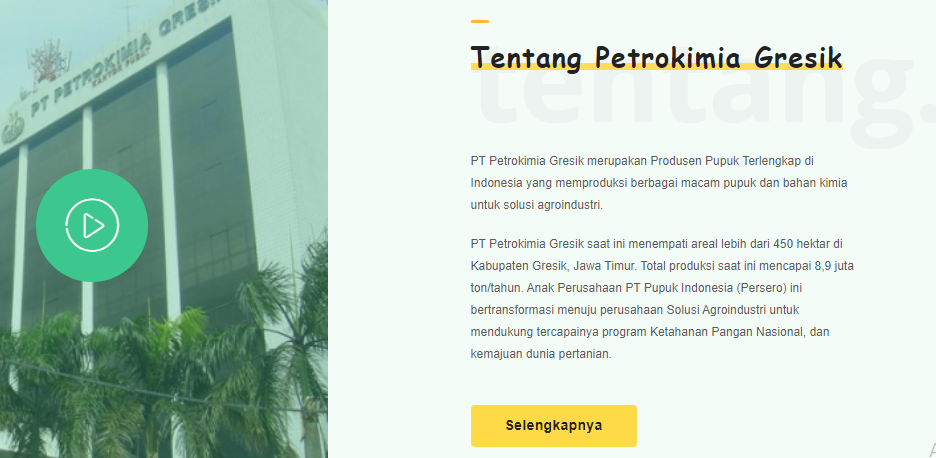 PT PETROKIMIA GRESIK
KANTOR PUSAT
tentang.
Tentang Petrokimia Gresik
PT Petrokimia Gresik merupakan Produsen Pupuk Terlengkap di
Indonesia yang memproduksi berbagai macam pupuk dan bahan kimia
untuk solusi agroindustri.
PT Petrokimia Gresik saat ini menempati areal lebih dari 450 hektar di
Kabupaten Gresik, Jawa Timur. Total produksi saat ini mencapai 8,9 juta
ton/tahun. Anak Perusahaan PT Pupuk Indonesia (Persero) ini
bertransformasi menuju perusahaan Solusi Agroindustri untuk
mendukung tercapainya program Ketahanan Pangan Nasional, dan
kemajuan dunia pertanian.
Selengkapnya